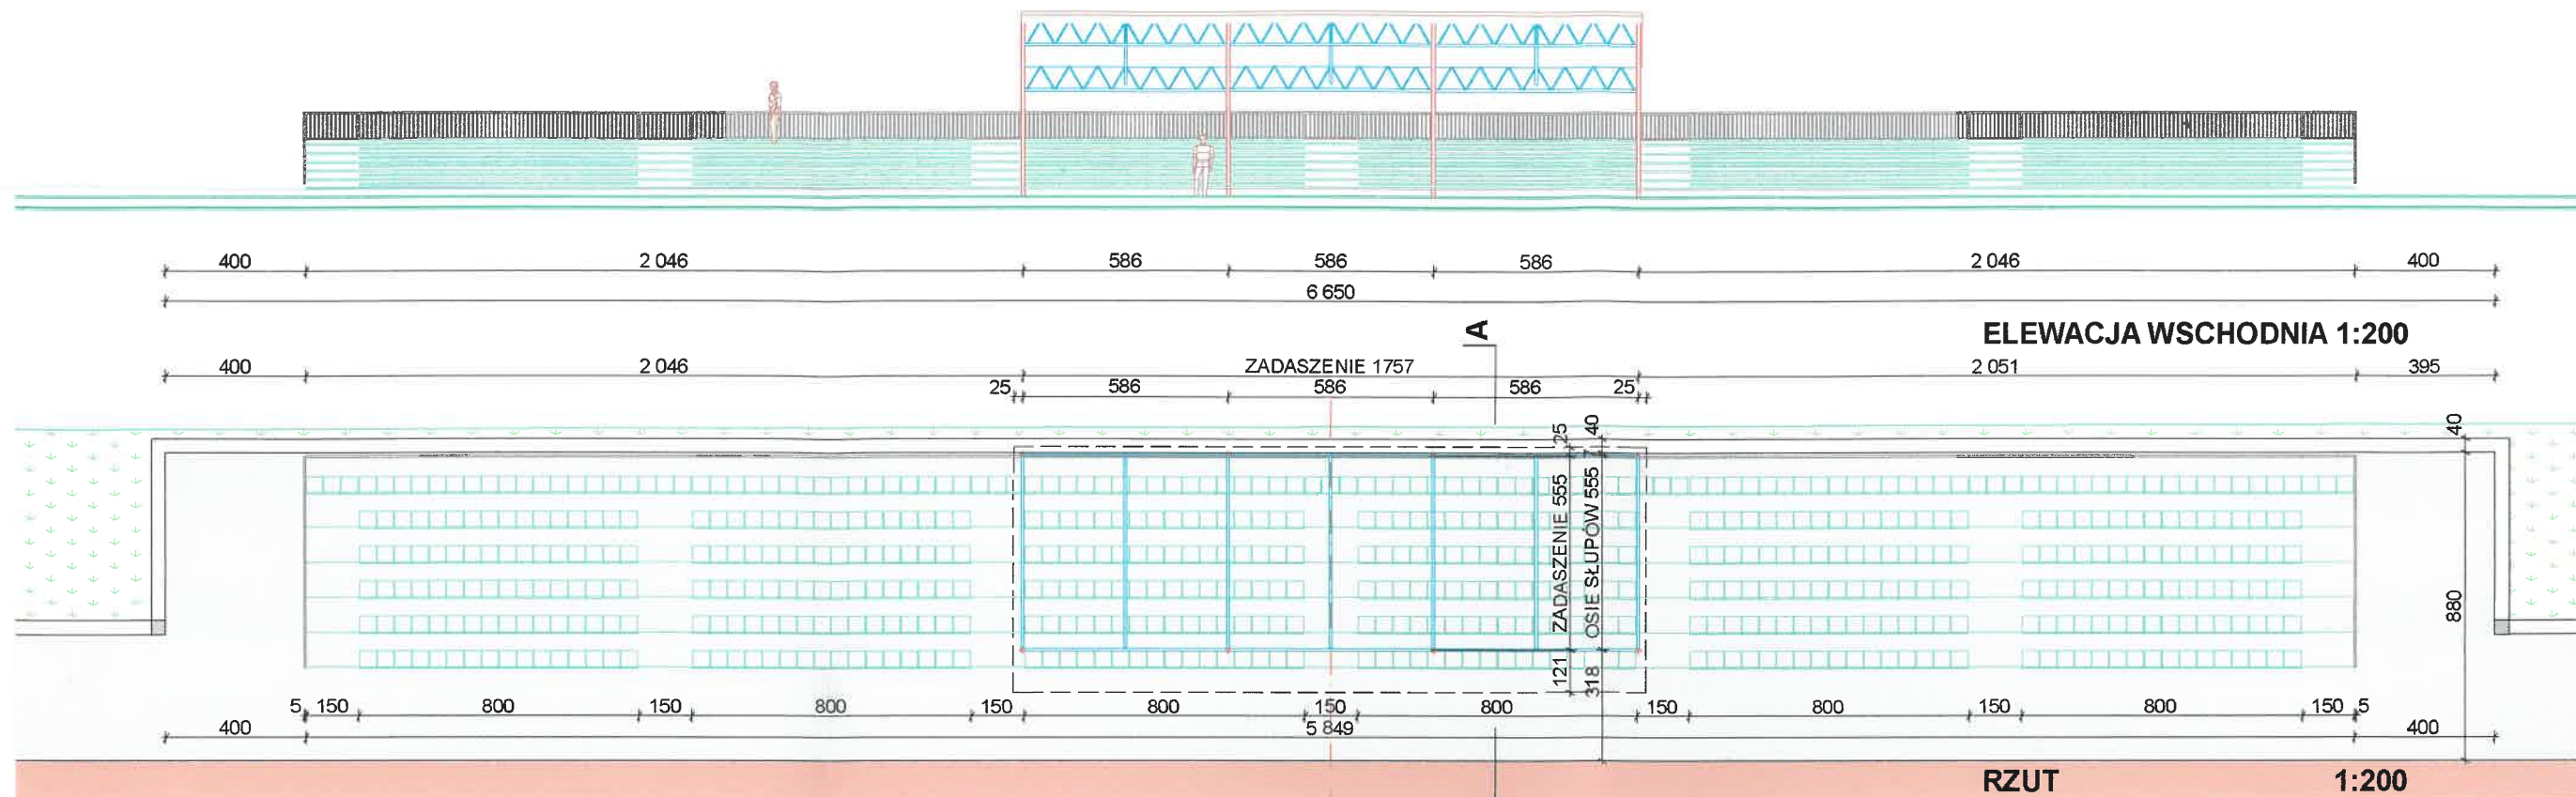 400 2 046 586 586 586 2 046 400
6 650
A
ELEWACJA WSCHODNIA 1:200
400 2 046 ZADASZENIE 1757 2 051 395
25 586 586 586 25
25 40 40
ZADASZENIE 555
OSIE SŁUPÓW 555
880
121 318
5 150 800 150 800 150 800 150 800 150 800 150 800 150 5
400 5 849 400
RZUT 1:200